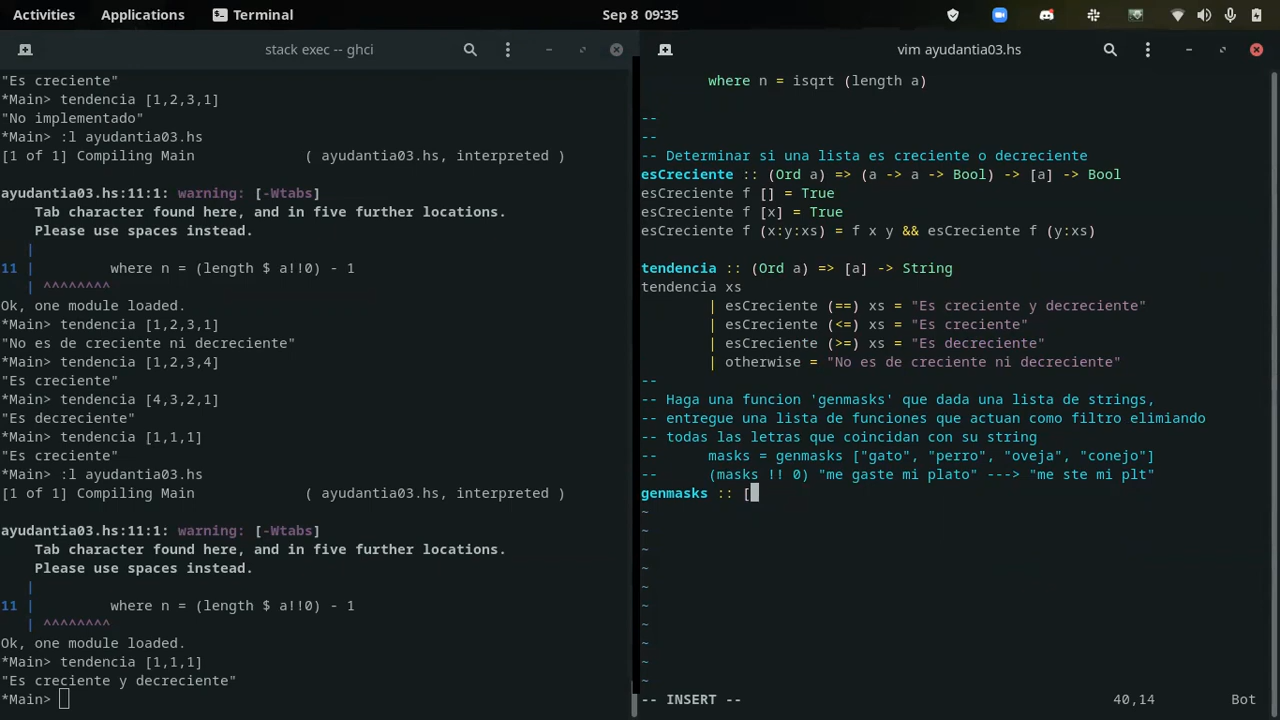 Activities Applications Terminal Sep 8 09:35
stack exec -- ghci
"Es creciente"
*Main> tendencia [1,2,3,1]
"No implementado"
*Main> :l ayudantia03.hs
[1 of 1] Compiling Main             ( ayudantia03.hs, interpreted )

ayudantia03.hs:11:1: warning: [-Wtabs]
    Tab character found here, and in five further locations.
    Please use spaces instead.
   |
11 |         where n = (length $ a!!0) - 1
   | ^^^^^^^^
Ok, one module loaded.
*Main> tendencia [1,2,3,1]
"No es de creciente ni decreciente"
*Main> tendencia [1,2,3,4]
"Es creciente"
*Main> tendencia [4,3,2,1]
"Es decreciente"
*Main> tendencia [1,1,1]
"Es creciente"
*Main> :l ayudantia03.hs
[1 of 1] Compiling Main             ( ayudantia03.hs, interpreted )

ayudantia03.hs:11:1: warning: [-Wtabs]
    Tab character found here, and in five further locations.
    Please use spaces instead.
   |
11 |         where n = (length $ a!!0) - 1
   | ^^^^^^^^
Ok, one module loaded.
*Main> tendencia [1,1,1]
"Es creciente y decreciente"
*Main>
vim ayudantia03.hs
        where n = isqrt (length a)

--
--
-- Determinar si una lista es creciente o decreciente
esCreciente :: (Ord a) => (a -> a -> Bool) -> [a] -> Bool
esCreciente f [] = True
esCreciente f [x] = True
esCreciente f (x:y:xs) = f x y && esCreciente f (y:xs)

tendencia :: (Ord a) => [a] -> String
tendencia xs
        | esCreciente (==) xs = "Es creciente y decreciente"
        | esCreciente (<=) xs = "Es creciente"
        | esCreciente (>=) xs = "Es decreciente"
        | otherwise = "No es de creciente ni decreciente"
--
-- Haga una funcion 'genmasks' que dada una lista de strings,
-- entregue una lista de funciones que actuan como filtro elimiando
-- todas las letras que coincidan con su string
--      masks = genmasks ["gato", "perro", "oveja", "conejo"]
--      (masks !! 0) "me gaste mi plato" ---> "me ste mi plt"
genmasks :: [
~
~
~
~
~
~
~
~
~
~
-- INSERT -- 40,14 Bot